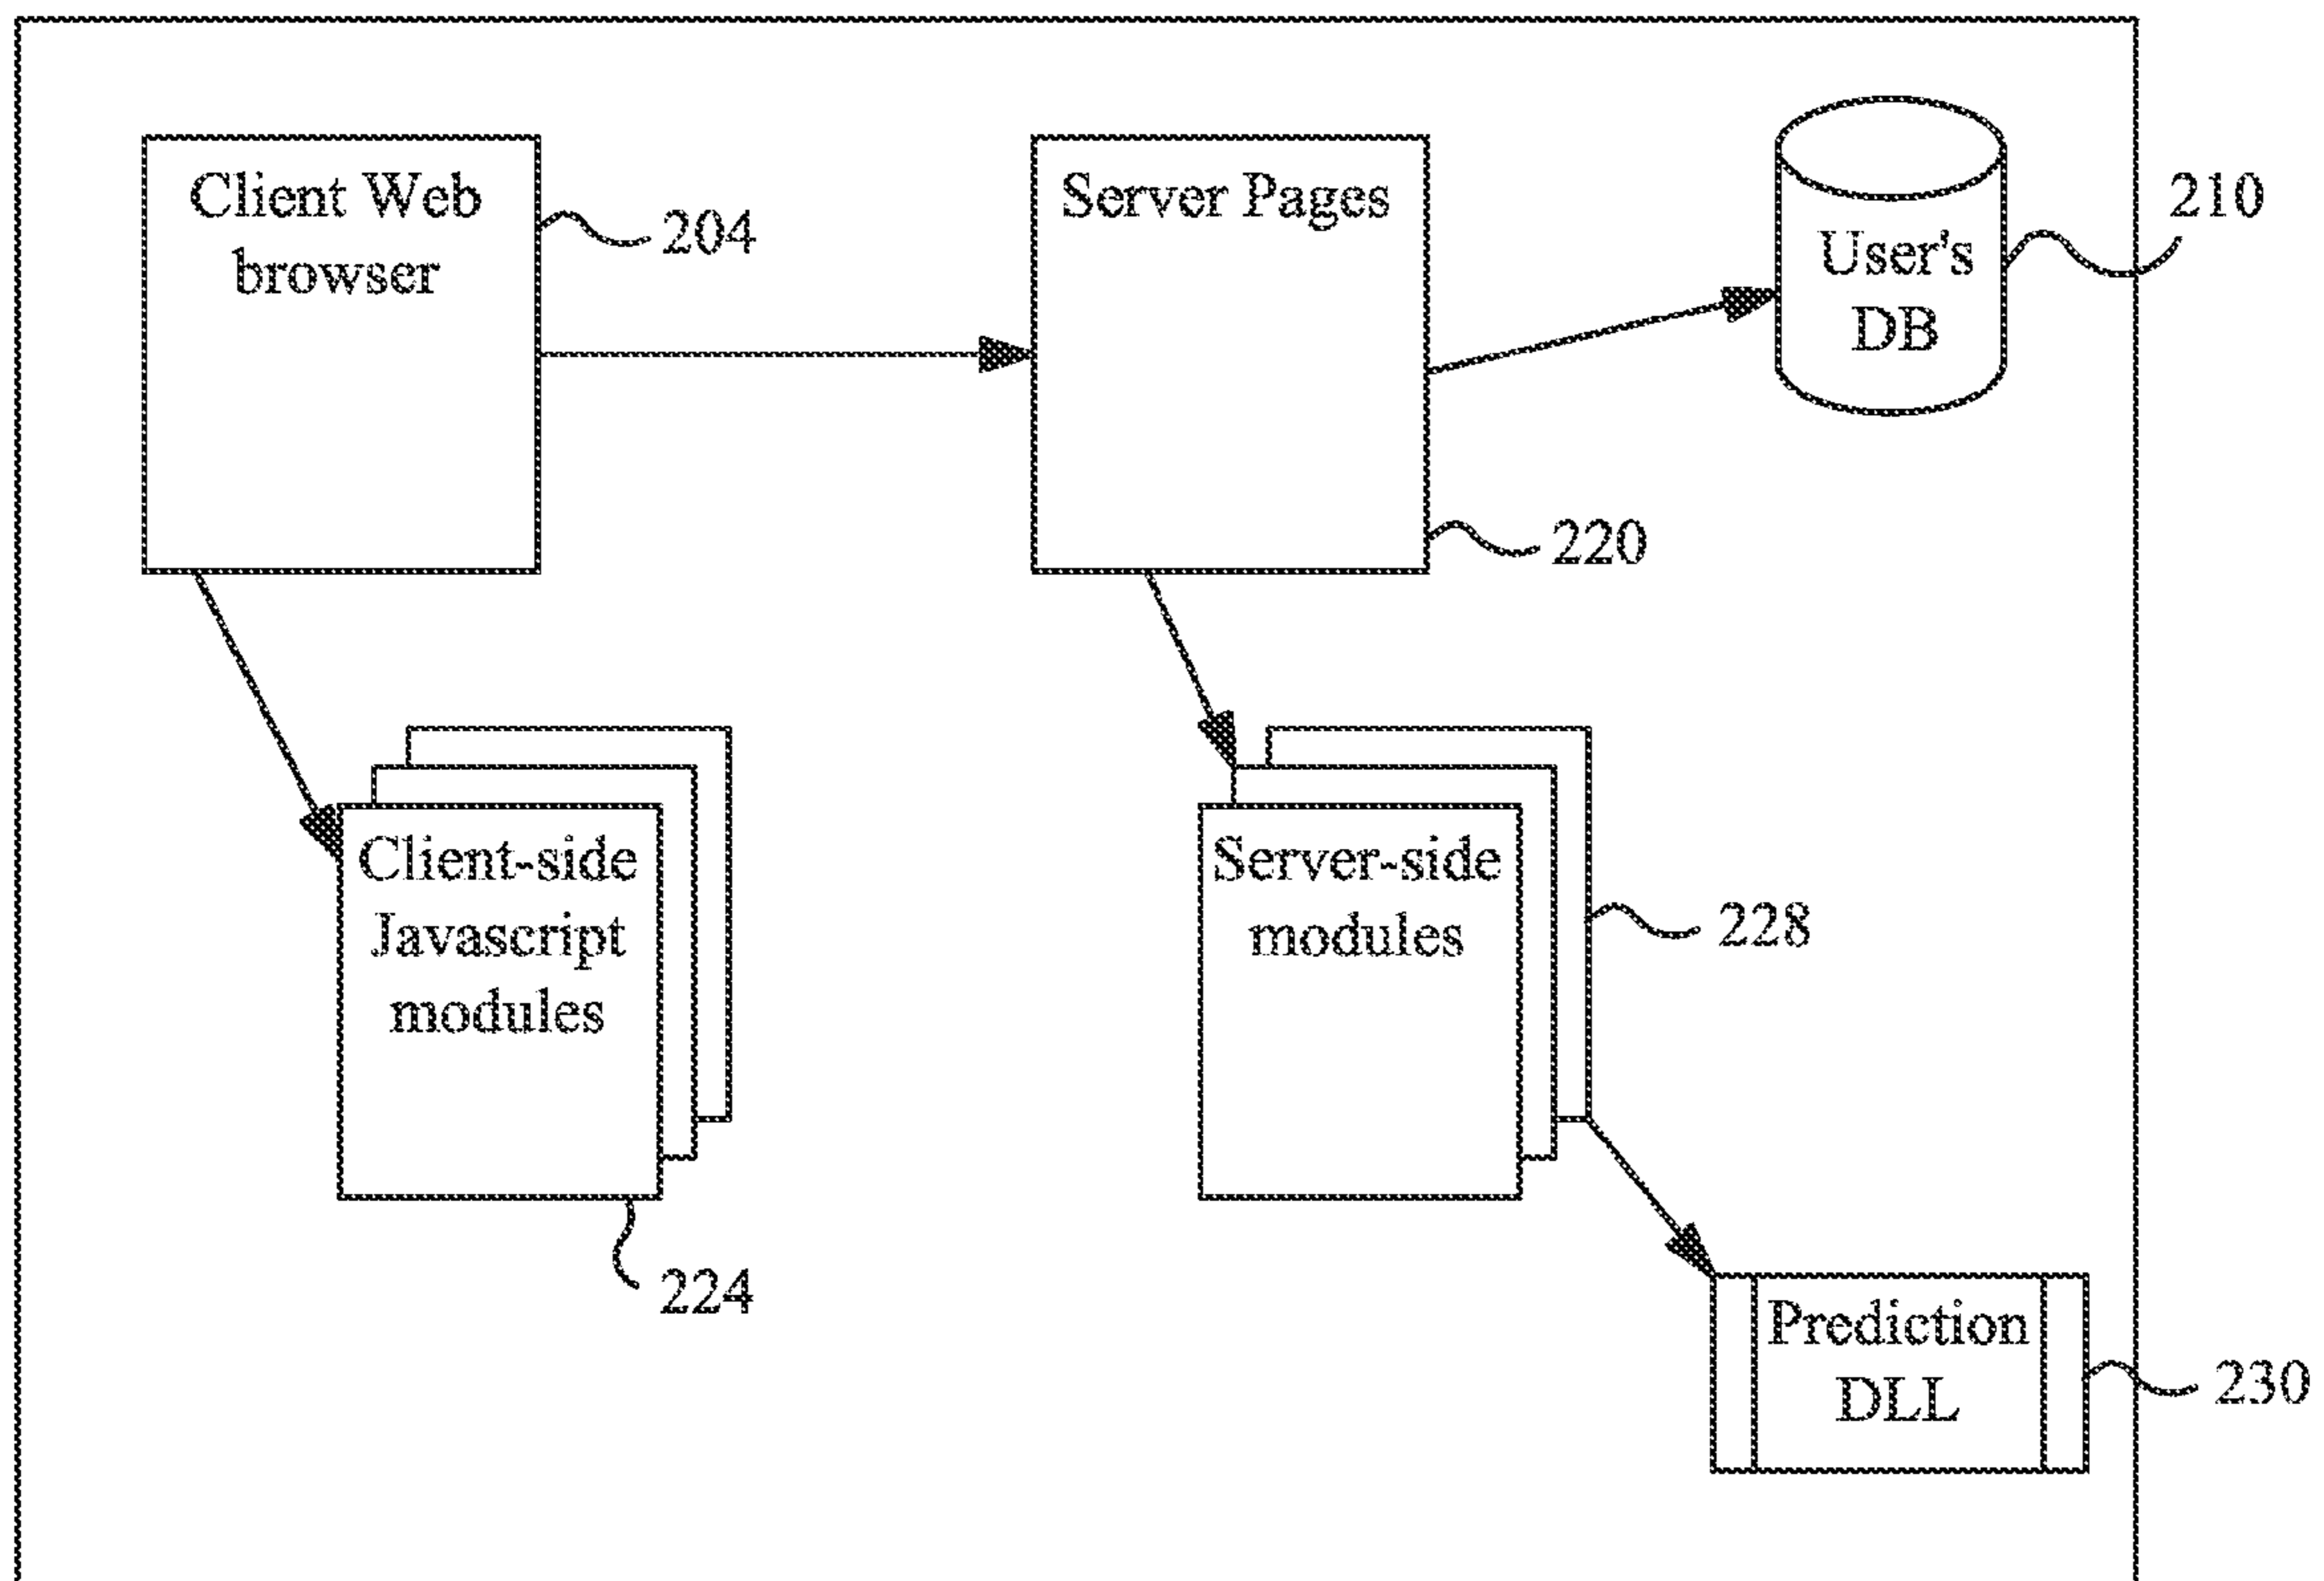 Client Web
browser
204
Server Pages
220
User's
DB
210
Client-side
Javascript
modules
224
Server-side
modules
228
Prediction
DLL
230